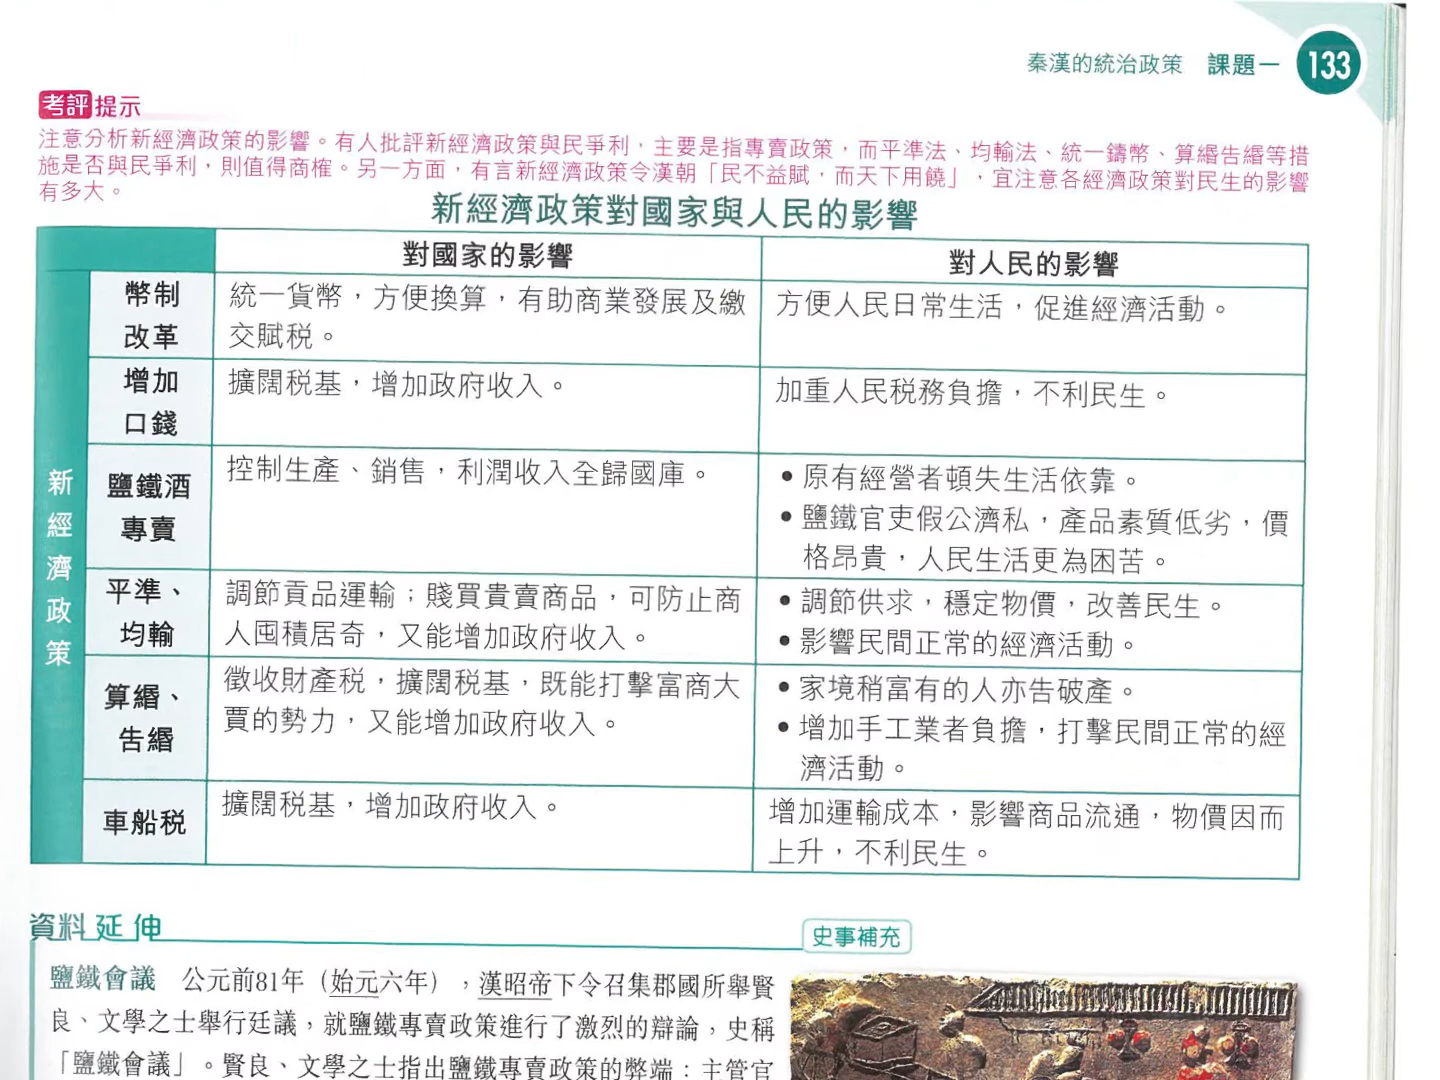 秦漢的統治政策 課題一 133
考評提示
注意分析新經濟政策的影響。有人批評新經濟政策與民爭利，主要是指專賣政策，而平準法、均輸法、統一鑄幣、算緡告緡等措
施是否與民爭利，則值得商榷。另一方面，有言新經濟政策令漢朝「民不益賦，而天下用饒」，宜注意各經濟政策對民生的影響
有多大。
新經濟政策對國家與人民的影響
對國家的影響
對人民的影響
新經濟政策
幣制
改革
統一貨幣，方便換算，有助商業發展及繳
交賦稅。
方便人民日常生活，促進經濟活動。
增加
口錢
擴闊稅基，增加政府收入。
加重人民稅務負擔，不利民生。
鹽鐵酒
專賣
控制生產、銷售，利潤收入全歸國庫。
• 原有經營者頓失生活依靠。
• 鹽鐵官吏假公濟私，產品素質低劣，價
格昂貴，人民生活更為困苦。
平準、
均輸
調節貢品運輸；賤買貴賣商品，可防止商
人囤積居奇，又能增加政府收入。
• 調節供求，穩定物價，改善民生。
• 影響民間正常的經濟活動。
算緡、
告緡
徵收財產稅，擴闊稅基，既能打擊富商大
賈的勢力，又能增加政府收入。
• 家境稍富有的人亦告破產。
• 增加手工業者負擔，打擊民間正常的經
濟活動。
車船稅
擴闊稅基，增加政府收入。
增加運輸成本，影響商品流通，物價因而
上升，不利民生。
資料延伸
史事補充
鹽鐵會議 公元前81年（始元六年），漢昭帝下令召集郡國所舉賢
良、文學之士舉行廷議，就鹽鐵專賣政策進行了激烈的辯論，史稱
「鹽鐵會議」。賢良、文學之士指出鹽鐵專賣政策的弊端：主管官